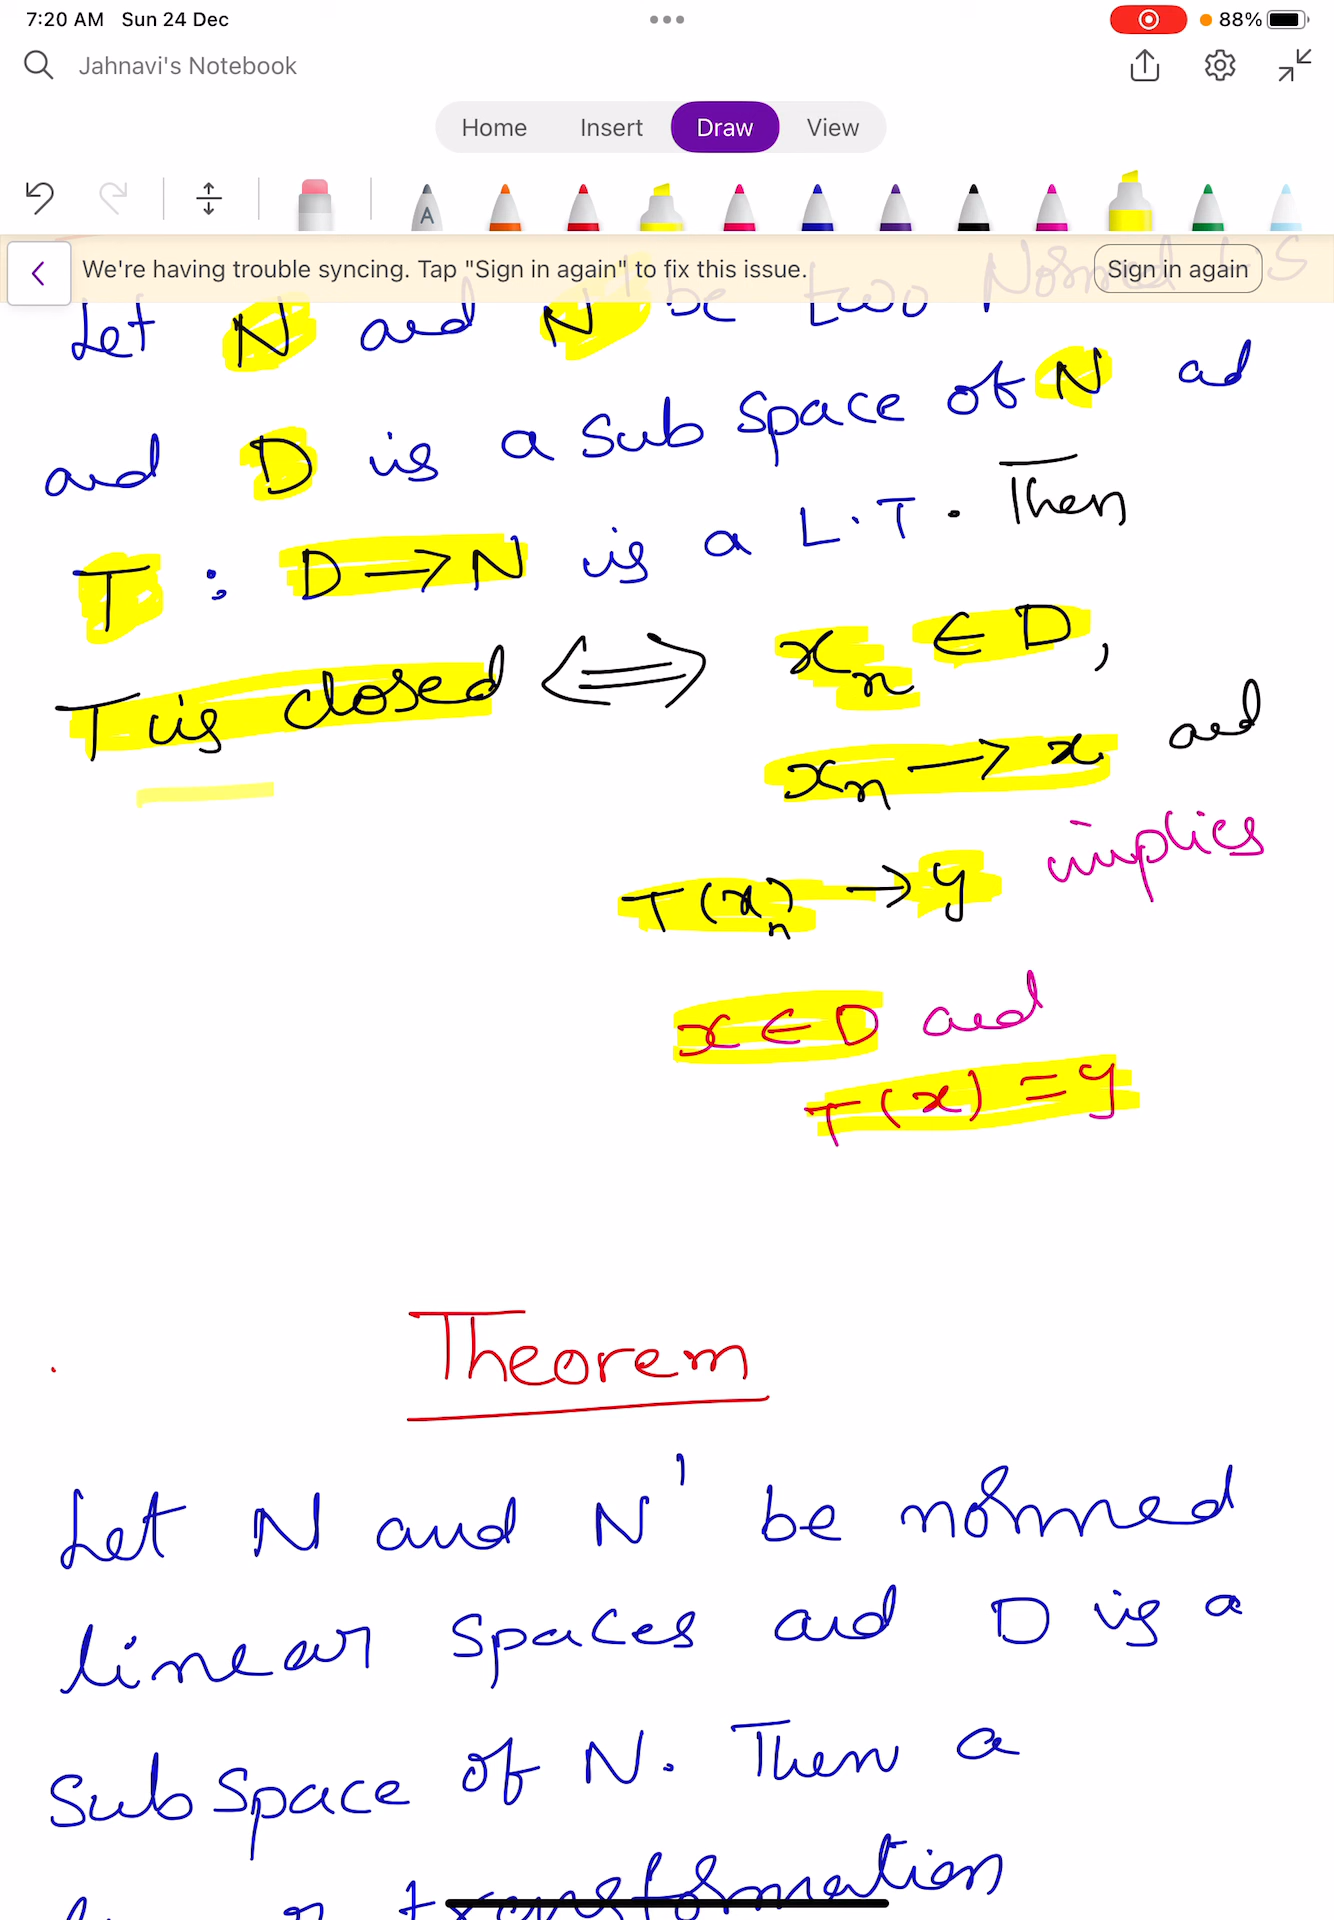 7:20 AM Sun 24 Dec
88%
Jahnavi's Notebook
Home Insert Draw View
A
We're having trouble syncing. Tap "Sign in again" to fix this issue.
Sign in again
Normed L S
Let N and N' be two
and D is a Sub Space of N ad
T : D → N is a L.T. Then
T is closed ⟺ xₙ ∈ D,
xₙ → x and
T(xₙ) → y implies
x ∈ D and
T(x) = y
Theorem
Let N and N' be normed
linear spaces and D is a
Sub Space of N. Then a
transformation